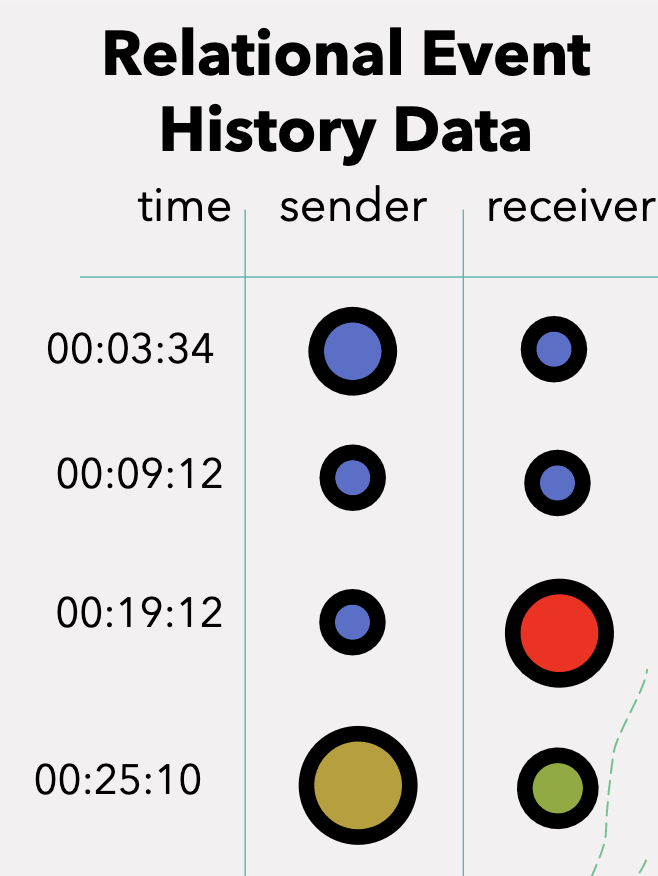 Relational Event
History Data
time sender receiver
00:03:34
00:09:12
00:19:12
00:25:10